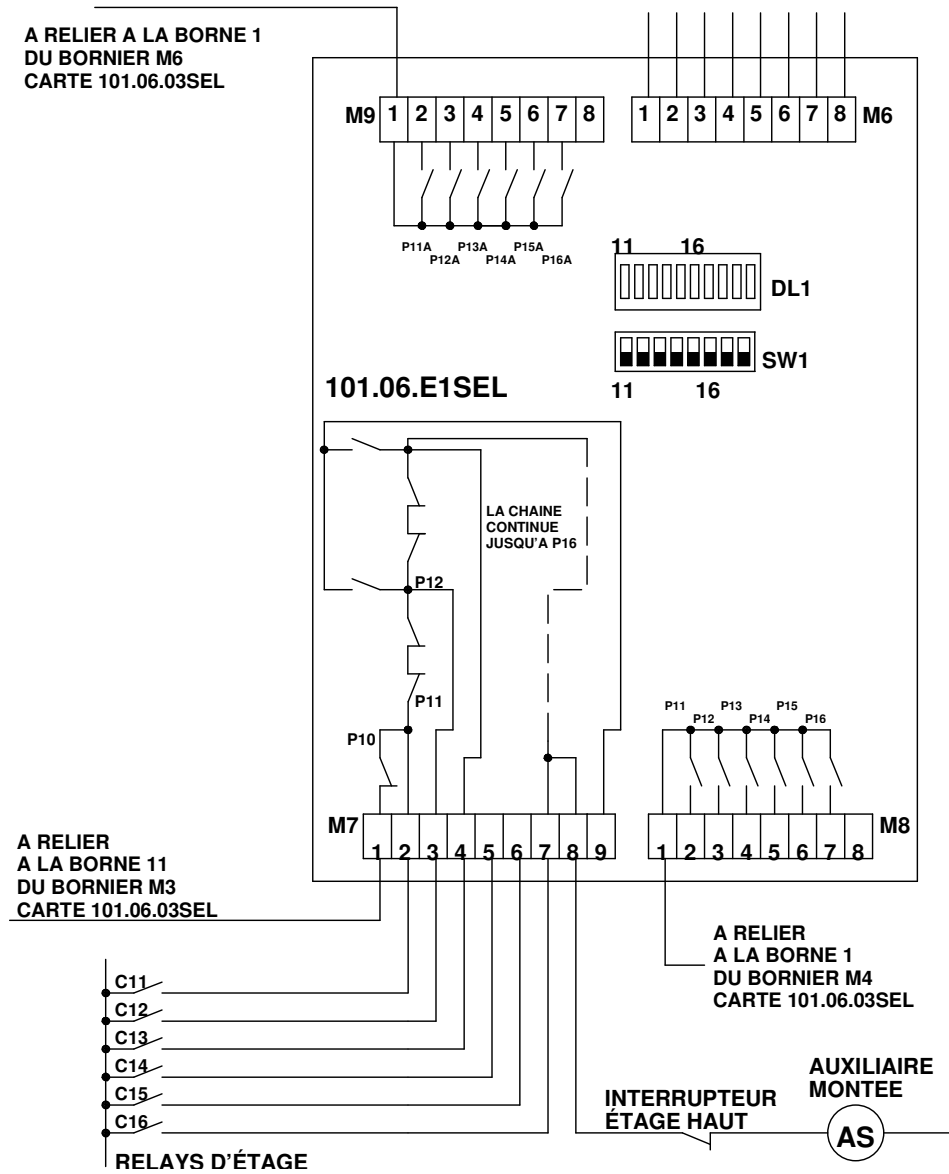 A RELIER A LA BORNE 1
DU BORNIER M6
CARTE 101.06.03SEL
M9 1 2 3 4 5 6 7 8
1 2 3 4 5 6 7 8 M6
P11A P13A P15A
P12A P14A P16A
11 16
DL1
SW1
11 16
101.06.E1SEL
LA CHAINE
CONTINUE
JUSQU'A P16
P12
P11
P10
P11 P13 P15
P12 P14 P16
M7 1 2 3 4 5 6 7 8 9
1 2 3 4 5 6 7 8 M8
A RELIER
A LA BORNE 11
DU BORNIER M3
CARTE 101.06.03SEL
A RELIER
A LA BORNE 1
DU BORNIER M4
CARTE 101.06.03SEL
C11
C12
C13
C14
C15
C16
RELAYS D'ÉTAGE
INTERRUPTEUR
ÉTAGE HAUT
AUXILIAIRE
MONTEE
AS